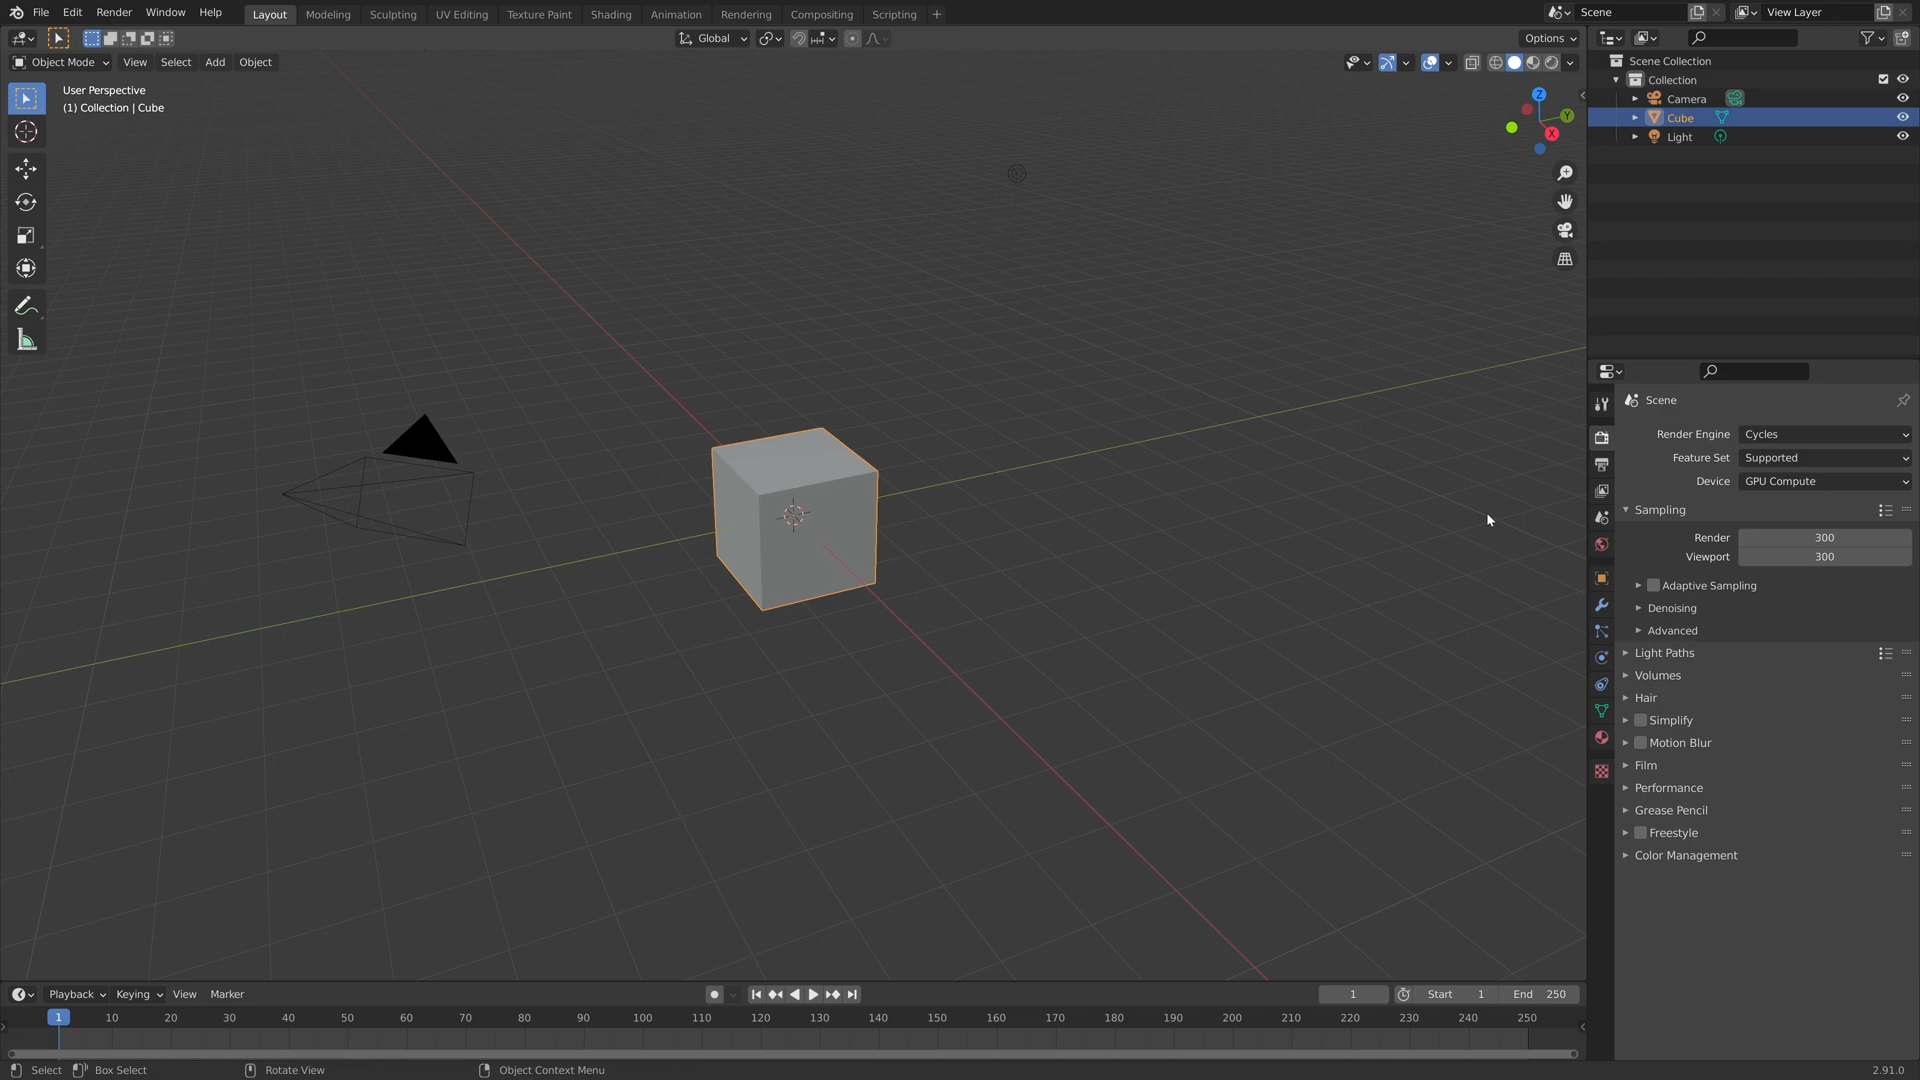 File Edit Render Window Help Layout Modeling Sculpting UV Editing Texture Paint Shading Animation Rendering Compositing Scripting + Scene View Layer
Global Options
Object Mode View Select Add Object
User Perspective
(1) Collection | Cube
Z
Y
X
Scene Collection
Collection
Camera
Cube
Light
Scene
Render Engine Cycles
Feature Set Supported
Device GPU Compute
Sampling
Render 300
Viewport 300
Adaptive Sampling
Denoising
Advanced
Light Paths
Volumes
Hair
Simplify
Motion Blur
Film
Performance
Grease Pencil
Freestyle
Color Management
Playback Keying View Marker 1 Start 1 End 250
1 10 20 30 40 50 60 70 80 90 100 110 120 130 140 150 160 170 180 190 200 210 220 230 240 250
Select Box Select Rotate View Object Context Menu 2.91.0